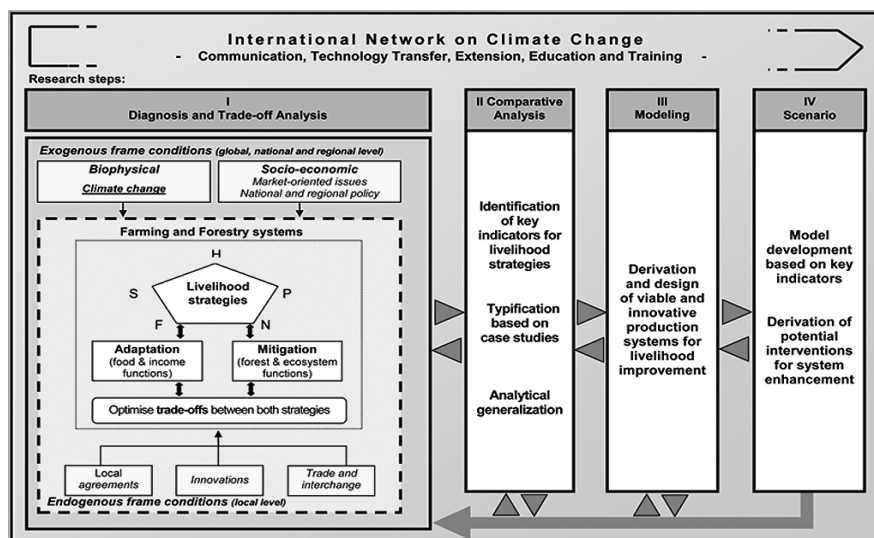 International Network on Climate Change
- Communication, Technology Transfer, Extension, Education and Training -
Research steps:
I
Diagnosis and Trade-off Analysis
Exogenous frame conditions (global, national and regional level)
Biophysical
Climate change
Socio-economic
Market-oriented issues
National and regional policy
Farming and Forestry systems
H
S
P
Livelihood
strategies
F
N
Adaptation
(food & income
functions)
Mitigation
(forest & ecosystem
functions)
Optimise trade-offs between both strategies
Local
agreements
Innovations
Trade and
interchange
Endogenous frame conditions (local level)
II Comparative
Analysis
Identification
of key
indicators for
livelihood
strategies
Typification
based on
case studies
Analytical
generalization
III
Modeling
Derivation
and design
of viable and
innovative
production
systems for
livelihood
improvement
IV
Scenario
Model
development
based on key
indicators
Derivation of
potential
interventions
for system
enhancement